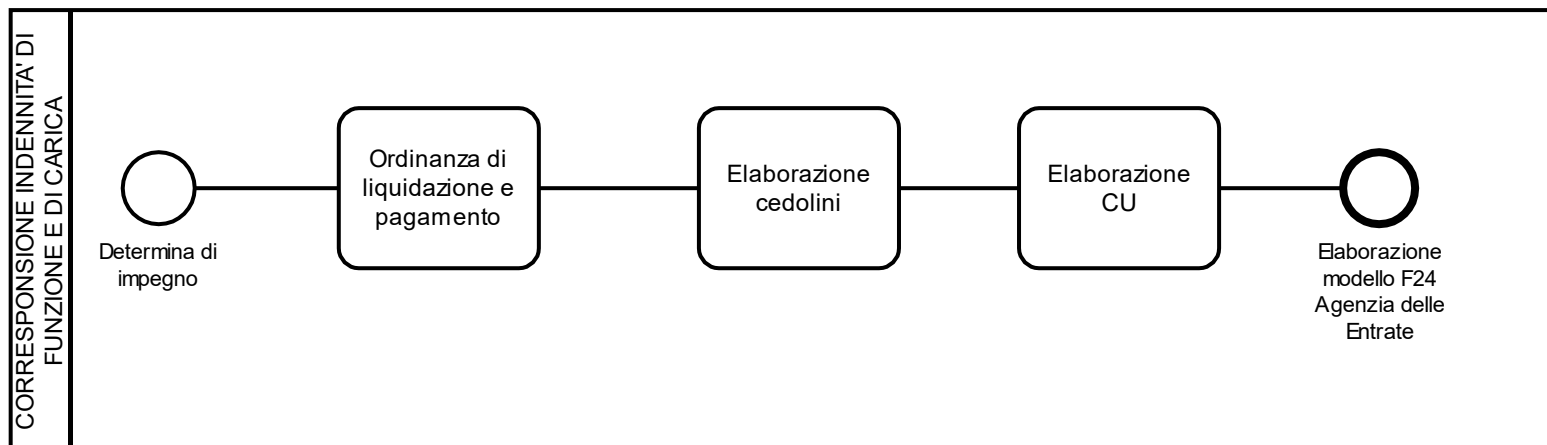 CORRESPONSIONE INDENNITA' DI
FUNZIONE E DI CARICA
Determina di
impegno
Ordinanza di
liquidazione e
pagamento
Elaborazione
cedolini
Elaborazione
CU
Elaborazione
modello F24
Agenzia delle
Entrate